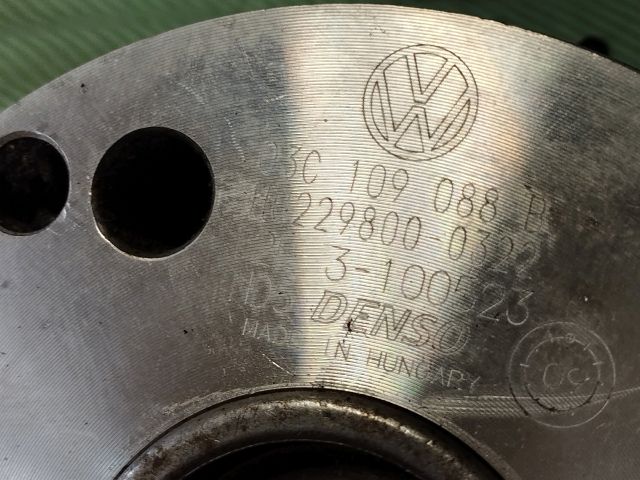 03C 109 088 B
229800-0322
3-100523
DENSO
MADE IN HUNGARY